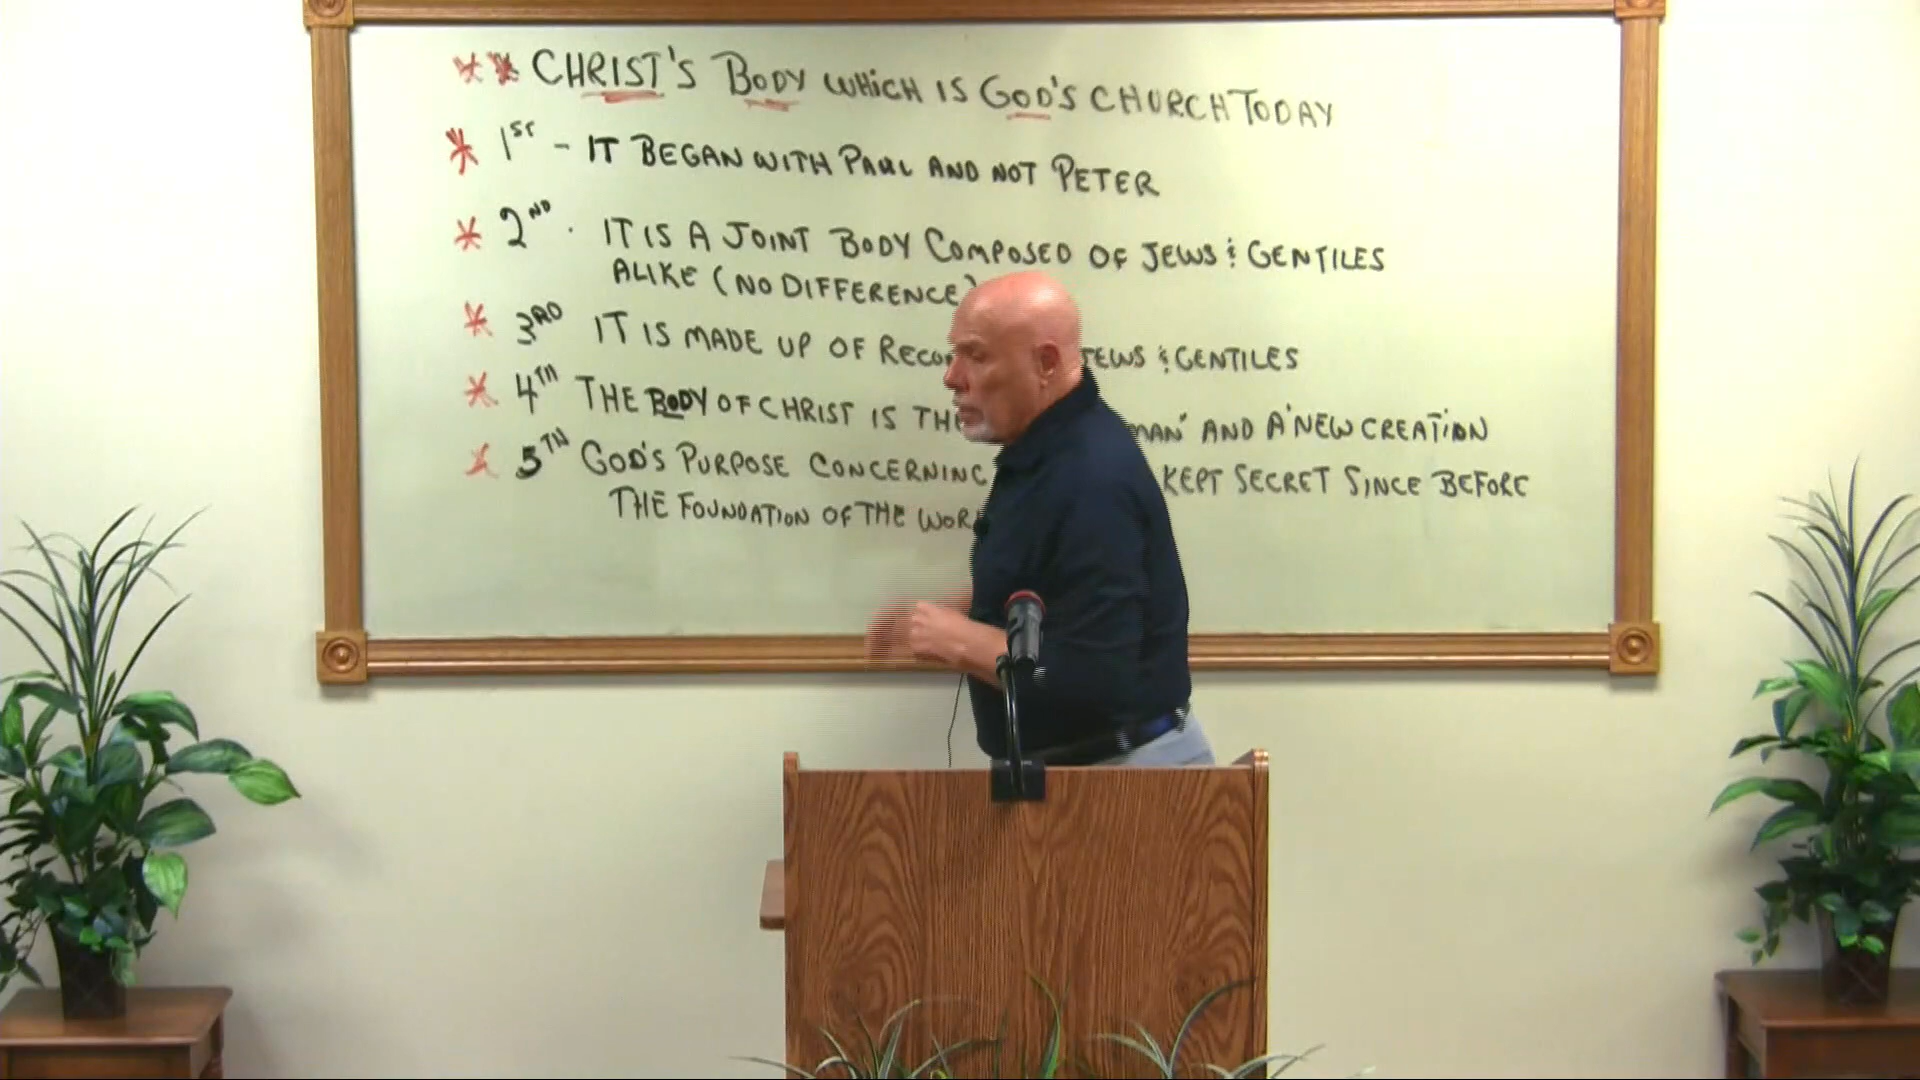 ** CHRIST'S BODY WHICH IS GOD'S CHURCH TODAY
* 1ST - IT BEGAN WITH PAUL AND NOT PETER
* 2ND. IT IS A JOINT BODY COMPOSED OF JEWS & GENTILES
ALIKE (NO DIFFERENCE)
* 3RD IT IS MADE UP OF JEWS & GENTILES
* 4TH THE BODY OF CHRIST IS AND A "NEW CREATION
* 5TH GOD'S PURPOSE CONCERNING KEPT SECRET SINCE BEFORE
THE FOUNDATION OF THE